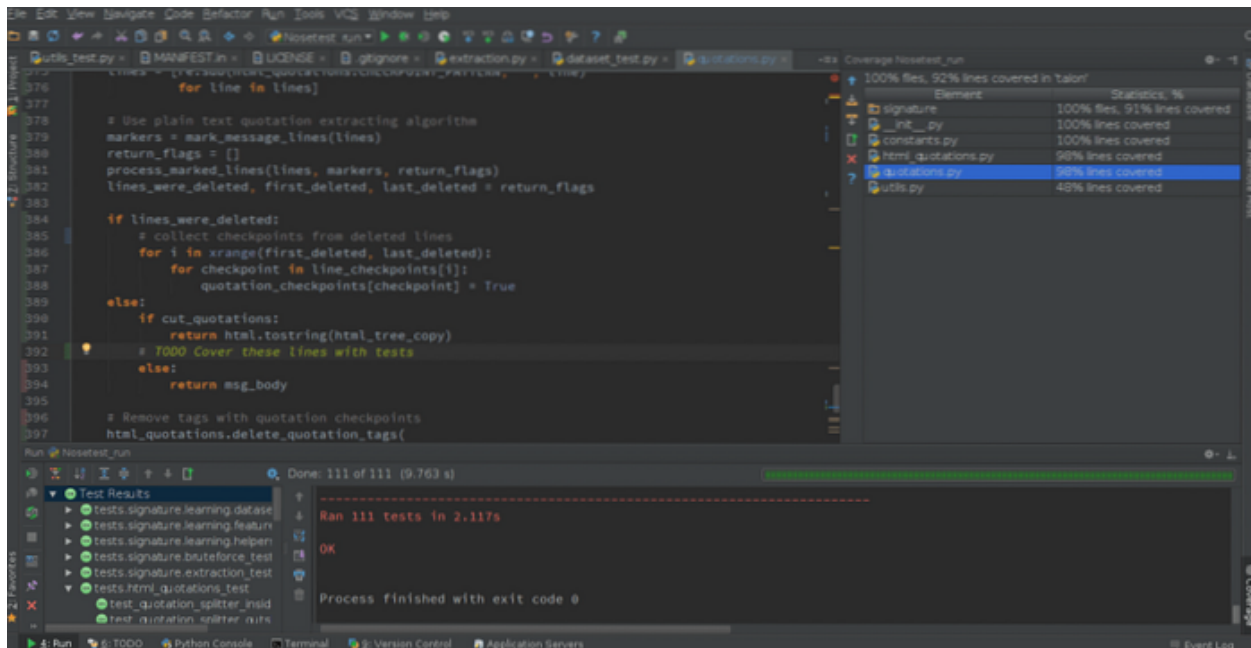 File Edit View Navigate Code Refactor Run Tools VCS Window Help
Nosetest_run
utils_test.py MANIFEST.in LICENSE .gitignore extraction.py dataset_test.py quotations.py
376 for line in lines]
377
378 # Use plain text quotation extracting algorithm
379 markers = mark_message_lines(lines)
380 return_flags = []
381 process_marked_lines(lines, markers, return_flags)
382 lines_were_deleted, first_deleted, last_deleted = return_flags
383
384 if lines_were_deleted:
385 # collect checkpoints from deleted lines
386 for i in xrange(first_deleted, last_deleted):
387 for checkpoint in line_checkpoints[i]:
388 quotation_checkpoints[checkpoint] = True
389 else:
390 if cut_quotations:
391 return html.tostring(html_tree_copy)
392 # TODO Cover these lines with tests
393 else:
394 return msg_body
395
396 # Remove tags with quotation checkpoints
397 html_quotations.delete_quotation_tags(
Coverage Nosetest_run
100% files, 92% lines covered in 'talon'
Element Statistics, %
signature 100% files, 91% lines covered
__init__.py 100% lines covered
constants.py 100% lines covered
html_quotations.py 98% lines covered
quotations.py 98% lines covered
utils.py 48% lines covered
1: Project
7: Structure
2: Favorites
Run Nosetest_run
Done: 111 of 111 (9.763 s)
Test Results
tests.signature.learning.datase
tests.signature.learning.feature
tests.signature.learning.helpers
tests.signature.bruteforce_test
tests.signature.extraction_test
tests.html_quotations_test
test_quotation_splitter_insid
test_quotation_splitter_outs
Ran 111 tests in 2.117s
OK
Process finished with exit code 0
4: Run 6: TODO Python Console Terminal 9: Version Control Application Servers Event Log